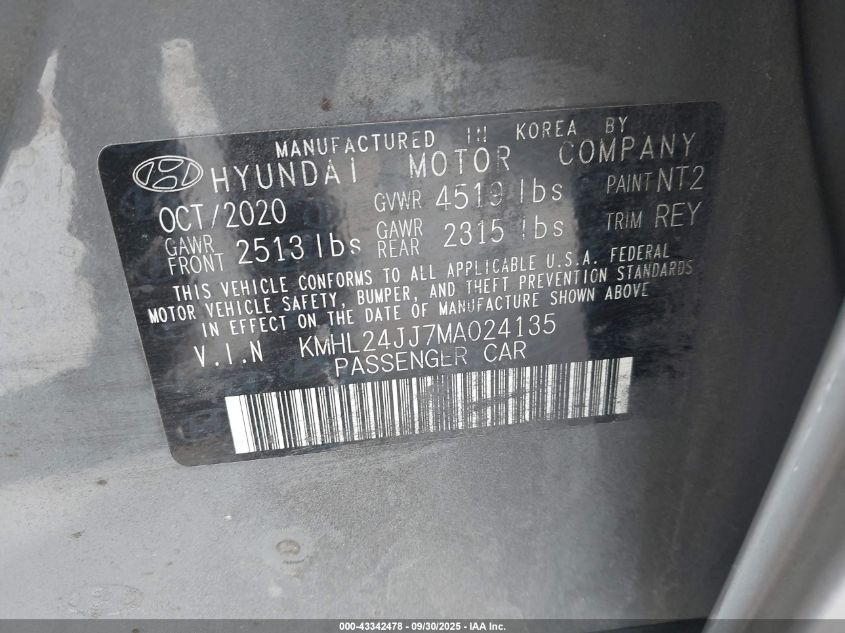 MANUFACTURED IN KOREA BY
HYUNDAI MOTOR COMPANY
OCT/2020 GVWR 4519 lbs PAINT NT2
GAWR FRONT 2513 lbs GAWR REAR 2315 lbs TRIM REY
THIS VEHICLE CONFORMS TO ALL APPLICABLE U.S.A. FEDERAL
MOTOR VEHICLE SAFETY, BUMPER, AND THEFT PREVENTION STANDARDS
IN EFFECT ON THE DATE OF MANUFACTURE SHOWN ABOVE
V.I.N KMHL24JJ7MA024135
PASSENGER CAR
000-43342478 - 09/30/2025 - IAA Inc.